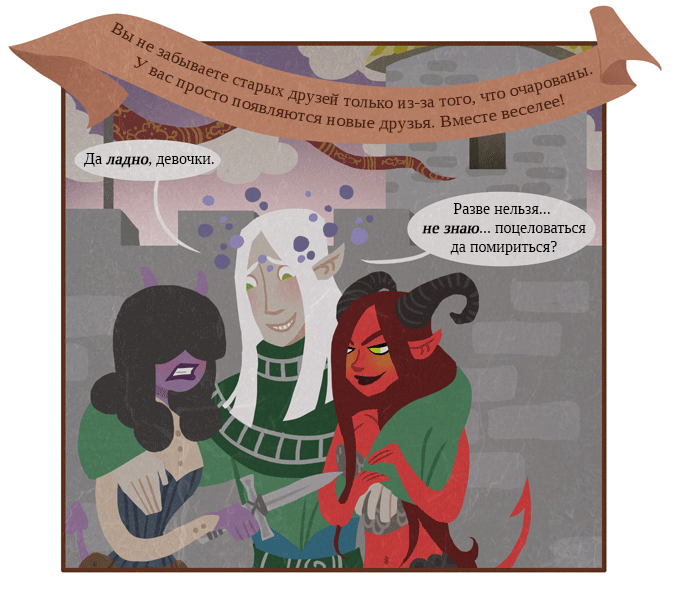 Вы не забываете старых друзей только из-за того, что очарованы.
У вас просто появляются новые друзья. Вместе веселее!
Да ладно, девочки.
Разве нельзя...
не знаю... поцеловаться
да помириться?